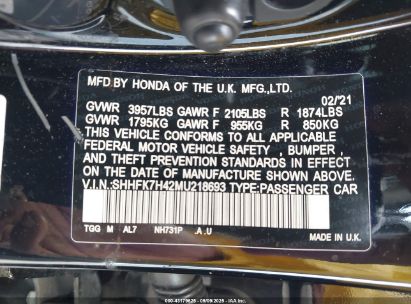 MFD BY HONDA OF THE U.K. MFG.,LTD.
02/21
GVWR 3957LBS GAWR F 2105LBS R 1874LBS
GVWR 1795KG GAWR F 955KG R 850KG
THIS VEHICLE CONFORMS TO ALL APPLICABLE
FEDERAL MOTOR VEHICLE SAFETY , BUMPER ,
AND THEFT PREVENTION STANDARDS IN EFFECT
ON THE DATE OF MANUFACTURE SHOWN ABOVE.
V.I.N.:SHHFK7H42MU218693 TYPE:PASSENGER CAR
TGG M AL7 NH731P .A .U
MADE IN U.K.